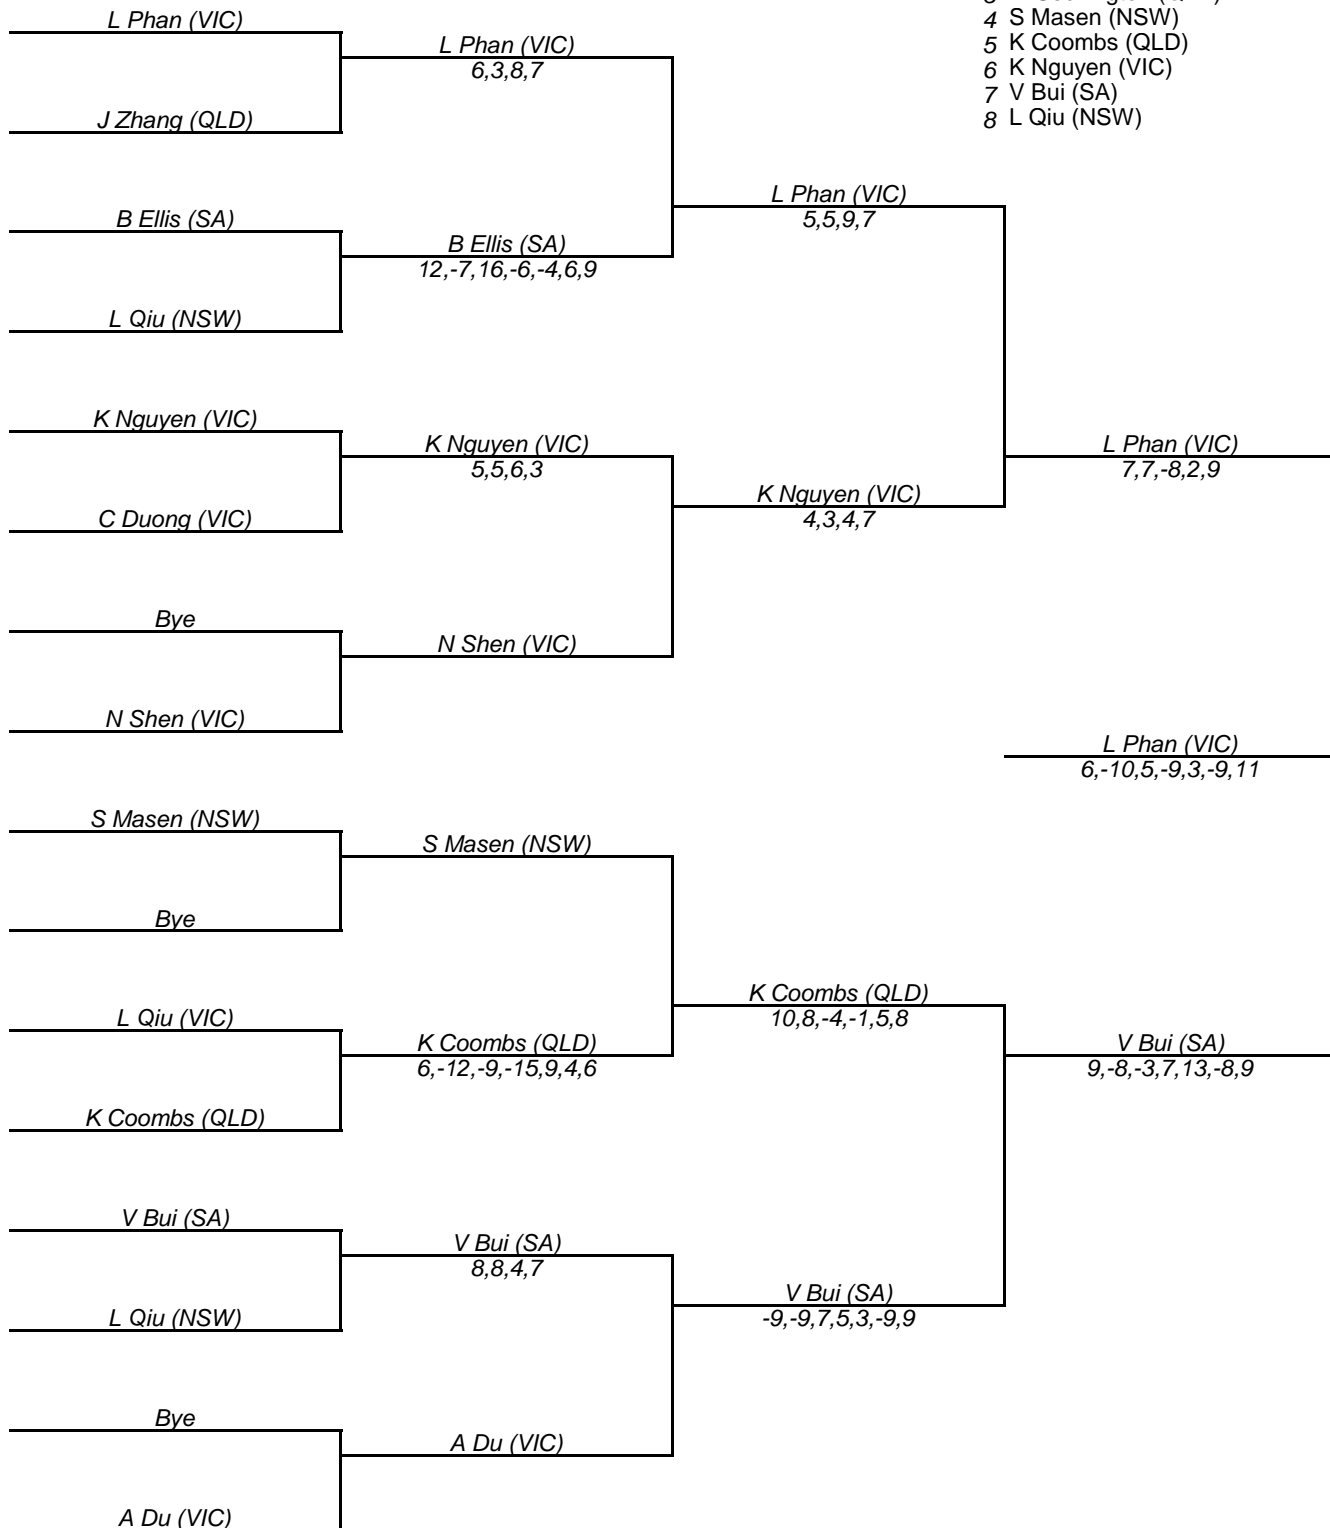 4 S Masen (NSW)
5 K Coombs (QLD)
6 K Nguyen (VIC)
7 V Bui (SA)
8 L Qiu (NSW)
L Phan (VIC)
J Zhang (QLD)
B Ellis (SA)
L Qiu (NSW)
K Nguyen (VIC)
C Duong (VIC)
Bye
N Shen (VIC)
S Masen (NSW)
Bye
L Qiu (VIC)
K Coombs (QLD)
V Bui (SA)
L Qiu (NSW)
Bye
A Du (VIC)
L Phan (VIC)
6,3,8,7
B Ellis (SA)
12,-7,16,-6,-4,6,9
K Nguyen (VIC)
5,5,6,3
N Shen (VIC)
S Masen (NSW)
K Coombs (QLD)
6,-12,-9,-15,9,4,6
V Bui (SA)
8,8,4,7
A Du (VIC)
L Phan (VIC)
5,5,9,7
K Nguyen (VIC)
4,3,4,7
K Coombs (QLD)
10,8,-4,-1,5,8
V Bui (SA)
-9,-9,7,5,3,-9,9
L Phan (VIC)
7,7,-8,2,9
L Phan (VIC)
6,-10,5,-9,3,-9,11
V Bui (SA)
9,-8,-3,7,13,-8,9